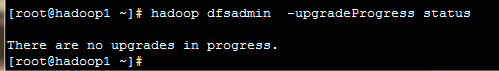 [root@hadoop1 ~]# hadoop dfsadmin  -upgradeProgress status
There are no upgrades in progress.
[root@hadoop1 ~]#